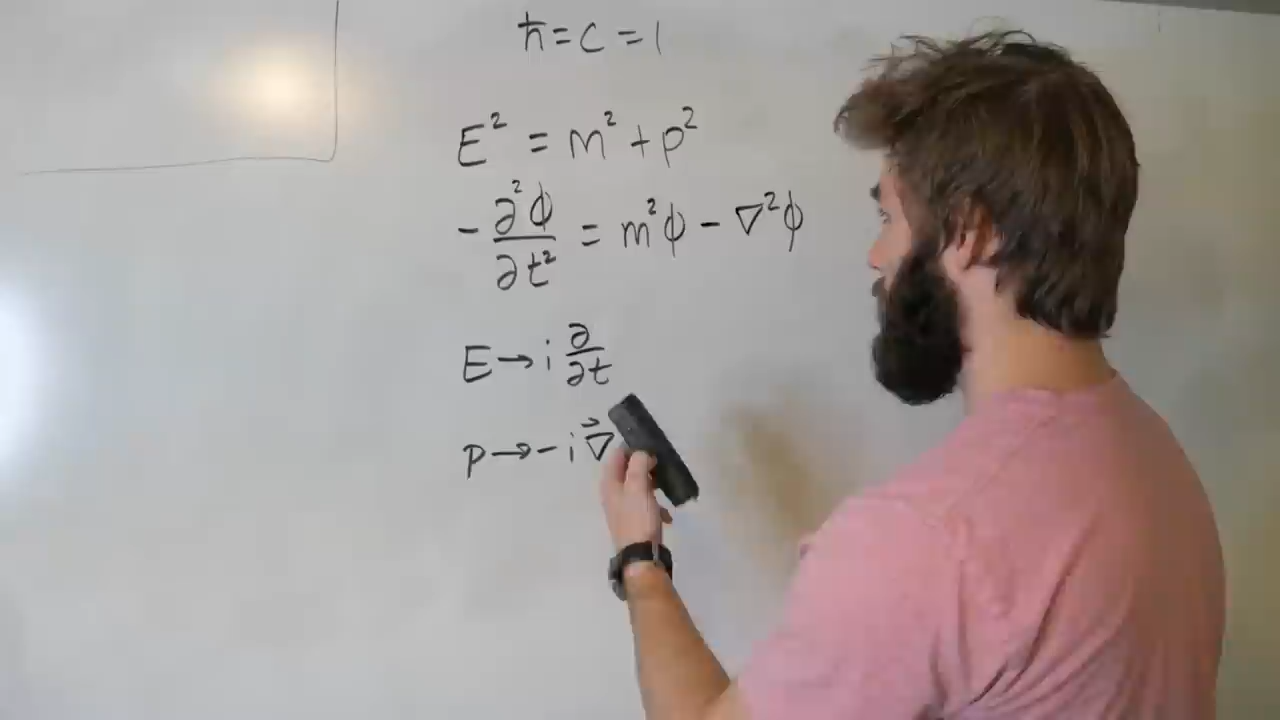 ħ = c = 1
E² = m² + p²
- ∂²ϕ/∂t² = m²ϕ - ∇²ϕ
E → i ∂/∂t
p → - i ∇⃗